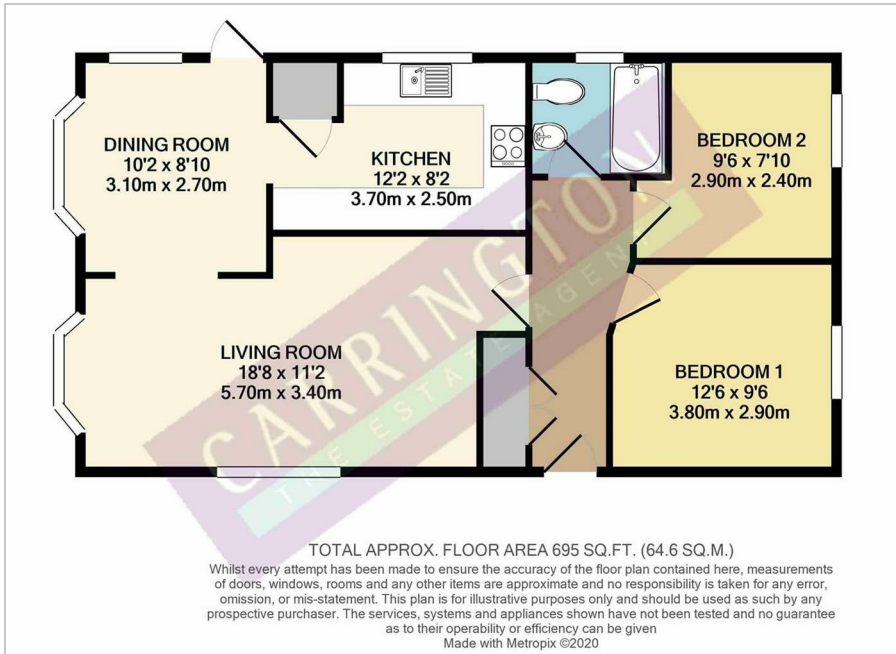 DINING ROOM
10'2 x 8'10
3.10m x 2.70m
KITCHEN
12'2 x 8'2
3.70m x 2.50m
BEDROOM 2
9'6 x 7'10
2.90m x 2.40m
LIVING ROOM
18'8 x 11'2
5.70m x 3.40m
BEDROOM 1
12'6 x 9'6
3.80m x 2.90m
CARRINGTON
THE ESTATE AGENT
TOTAL APPROX. FLOOR AREA 695 SQ.FT. (64.6 SQ.M.)
Whilst every attempt has been made to ensure the accuracy of the floor plan contained here, measurements
of doors, windows, rooms and any other items are approximate and no responsibility is taken for any error,
omission, or mis-statement. This plan is for illustrative purposes only and should be used as such by any
prospective purchaser. The services, systems and appliances shown have not been tested and no guarantee
as to their operability or efficiency can be given
Made with Metropix ©2020